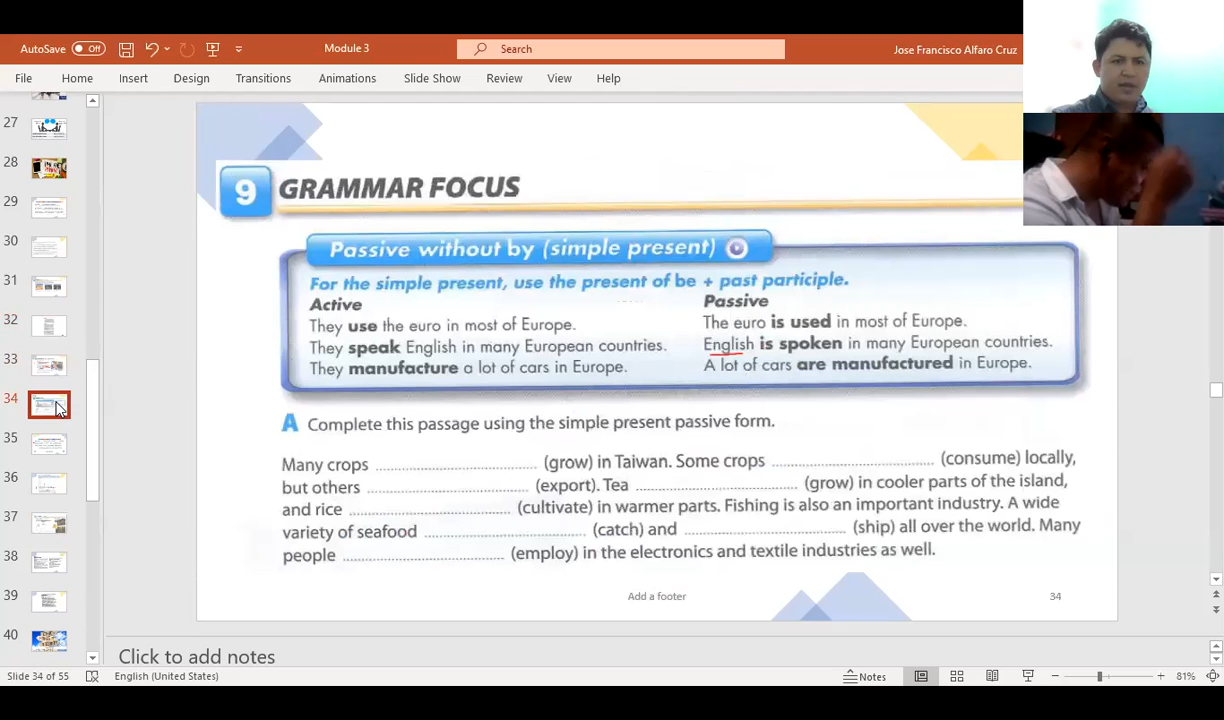 AutoSave Off Module 3 Search Jose Francisco Alfaro Cruz
File Home Insert Design Transitions Animations Slide Show Review View Help
27
28
29
30
31
32
33
34
35
36
37
38
39
40
9 GRAMMAR FOCUS
Passive without by (simple present)
For the simple present, use the present of be + past participle.
Active Passive
They use the euro in most of Europe. The euro is used in most of Europe.
They speak English in many European countries. English is spoken in many European countries.
They manufacture a lot of cars in Europe. A lot of cars are manufactured in Europe.
A Complete this passage using the simple present passive form.
Many crops .............................. (grow) in Taiwan. Some crops .............................. (consume) locally,
but others .............................. (export). Tea .............................. (grow) in cooler parts of the island,
and rice .............................. (cultivate) in warmer parts. Fishing is also an important industry. A wide
variety of seafood .............................. (catch) and .............................. (ship) all over the world. Many
people .............................. (employ) in the electronics and textile industries as well.
Add a footer 34
Click to add notes
Slide 34 of 55 English (United States) Notes 81%